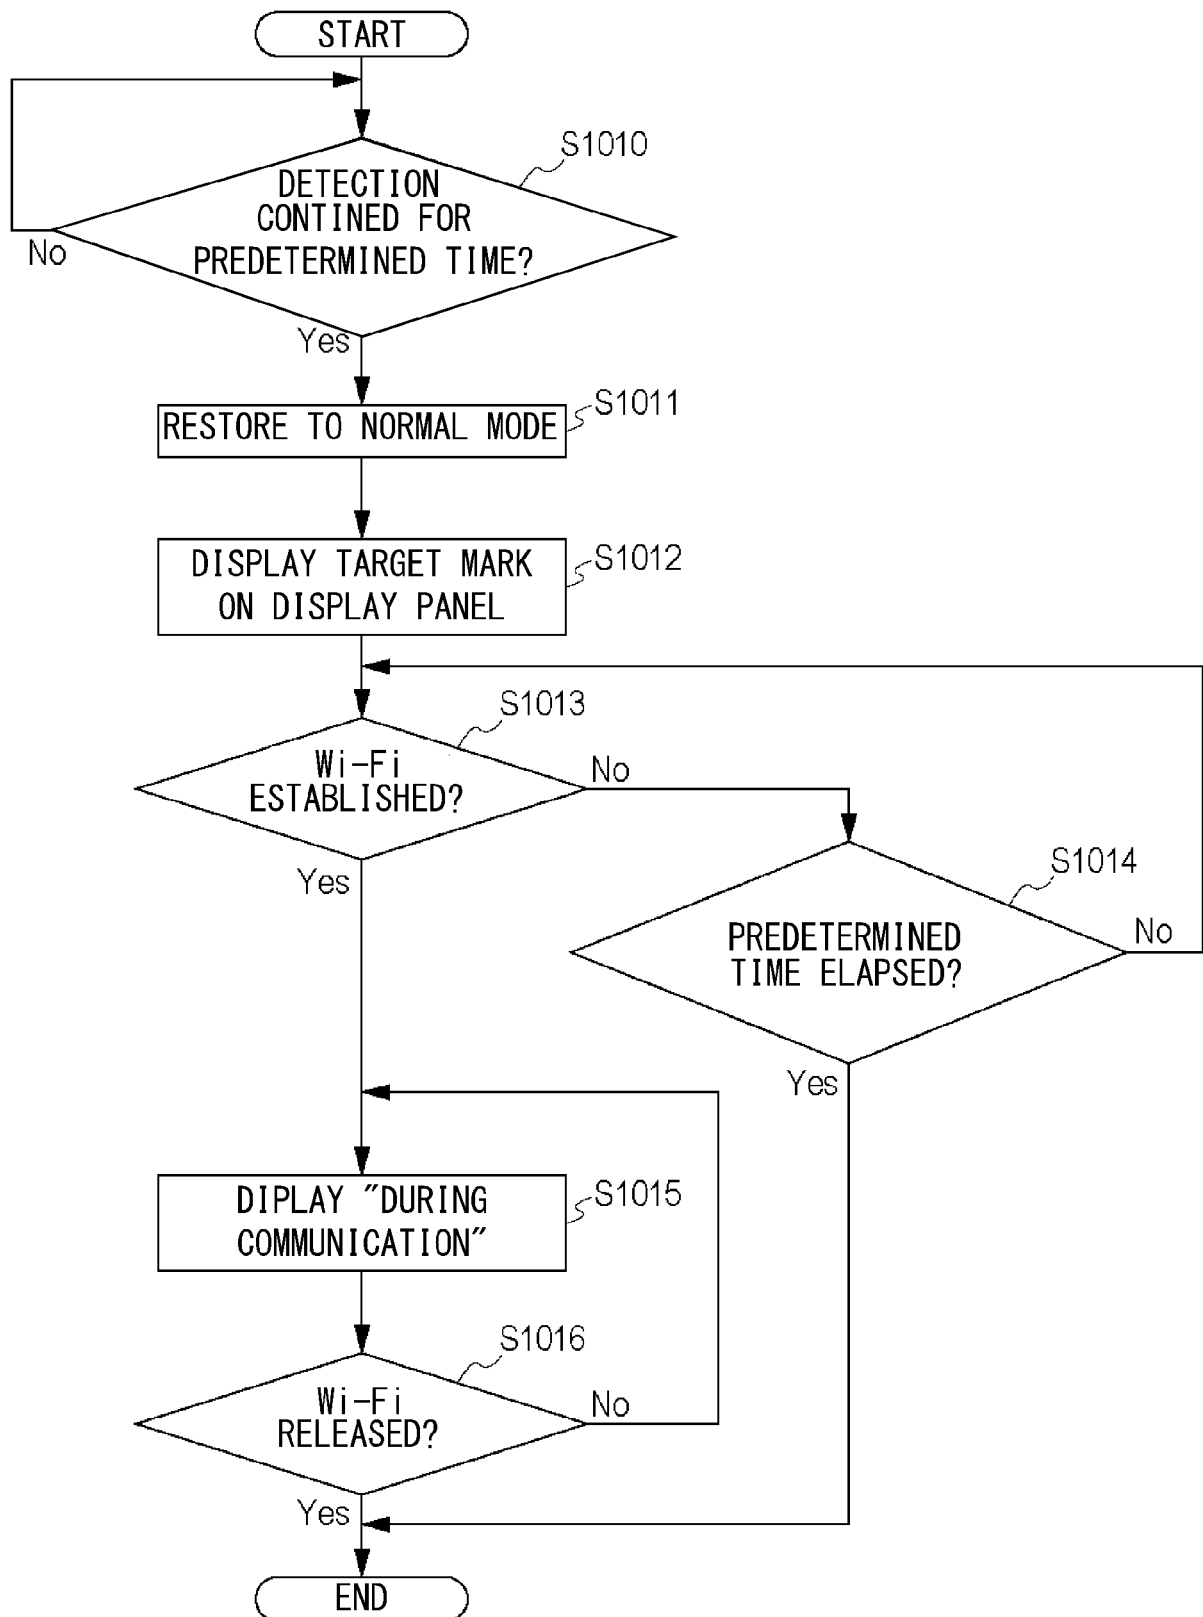 START
S1010
DETECTION
CONTINED FOR
PREDETERMINED TIME?
No
Yes
RESTORE TO NORMAL MODE
S1011
DISPLAY TARGET MARK
ON DISPLAY PANEL
S1012
S1013
Wi-Fi
ESTABLISHED?
No
Yes
S1014
PREDETERMINED
TIME ELAPSED?
No
Yes
DIPLAY "DURING
COMMUNICATION"
S1015
S1016
Wi-Fi
RELEASED?
No
Yes
END